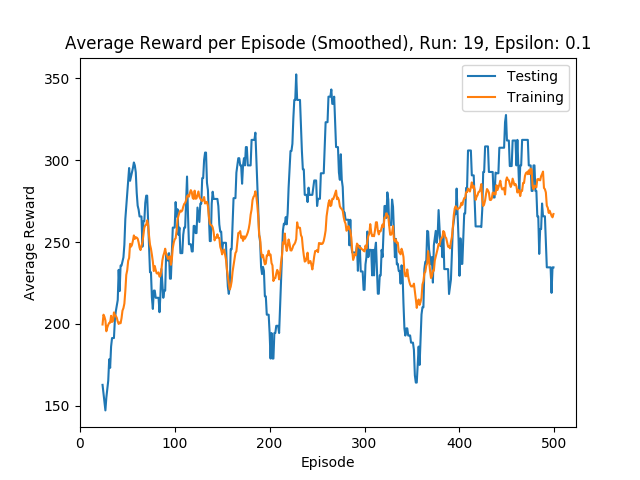 Average Reward per Episode (Smoothed), Run: 19, Epsilon: 0.1
Testing
Training
Average Reward
350
300
250
200
150
0 100 200 300 400 500
Episode